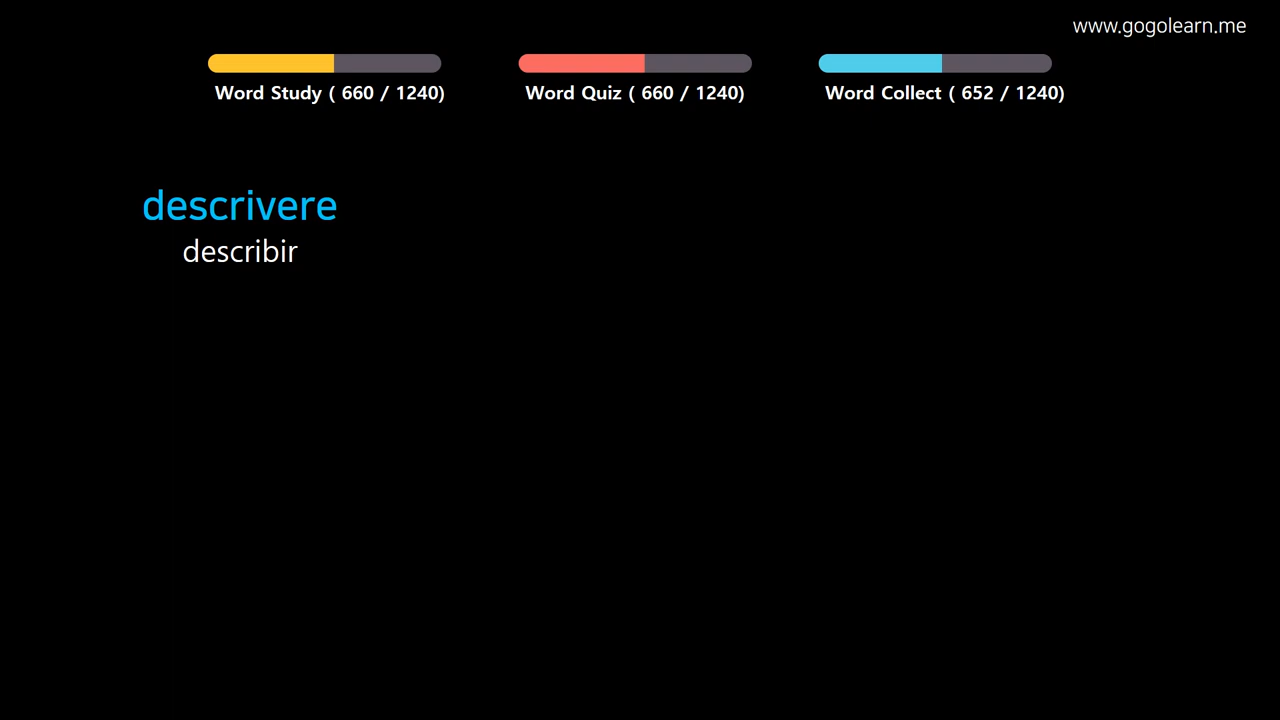 www.gogolearn.me
Word Study ( 660 / 1240)
Word Quiz ( 660 / 1240)
Word Collect ( 652 / 1240)
descrivere
describir